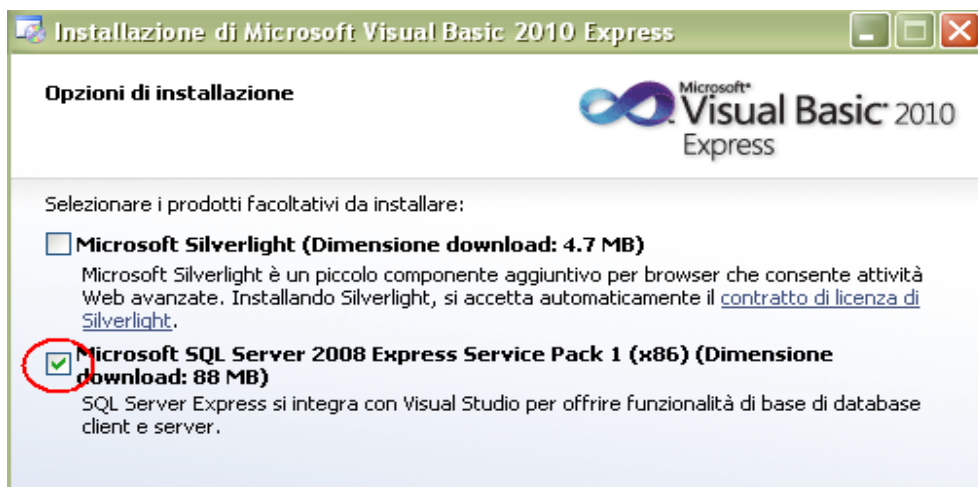 Installazione di Microsoft Visual Basic 2010 Express
Opzioni di installazione
Microsoft
Visual Basic 2010
Express
Selezionare i prodotti facoltativi da installare:
Microsoft Silverlight (Dimensione download: 4.7 MB)
Microsoft Silverlight è un piccolo componente aggiuntivo per browser che consente attività
Web avanzate. Installando Silverlight, si accetta automaticamente il contratto di licenza di
Silverlight.
Microsoft SQL Server 2008 Express Service Pack 1 (x86) (Dimensione
download: 88 MB)
SQL Server Express si integra con Visual Studio per offrire funzionalità di base di database
client e server.